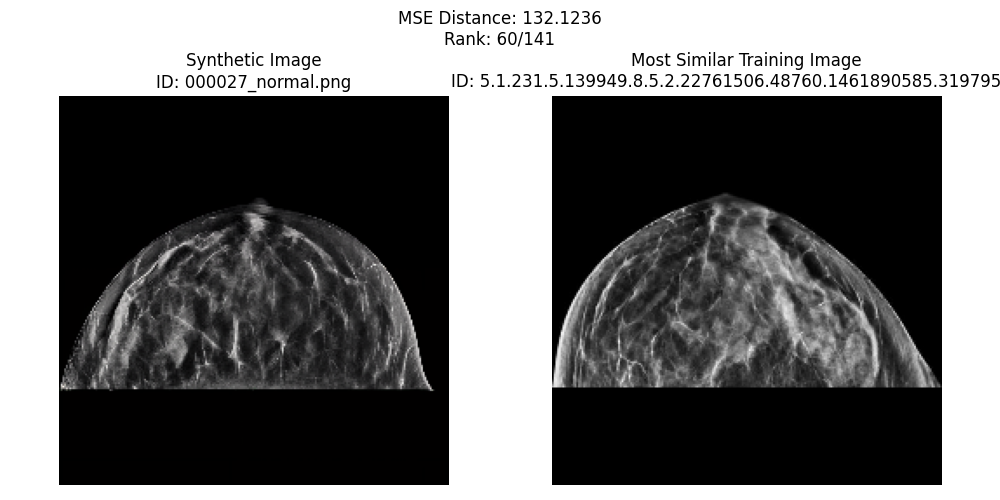 MSE Distance: 132.1236
Rank: 60/141
Synthetic Image
ID: 000027_normal.png
Most Similar Training Image
ID: 5.1.231.5.139949.8.5.2.22761506.48760.1461890585.319795